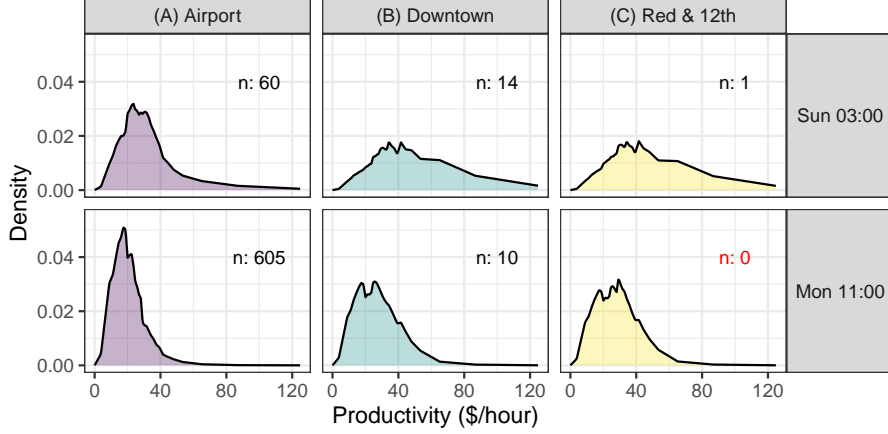 (A) Airport (B) Downtown (C) Red & 12th
Density
0.04
0.02
0.00
n: 60 n: 14 n: 1
Sun 03:00
0.04
0.02
0.00
n: 605 n: 10 n: 0
Mon 11:00
0 40 80 120 0 40 80 120 0 40 80 120
Productivity ($/hour)